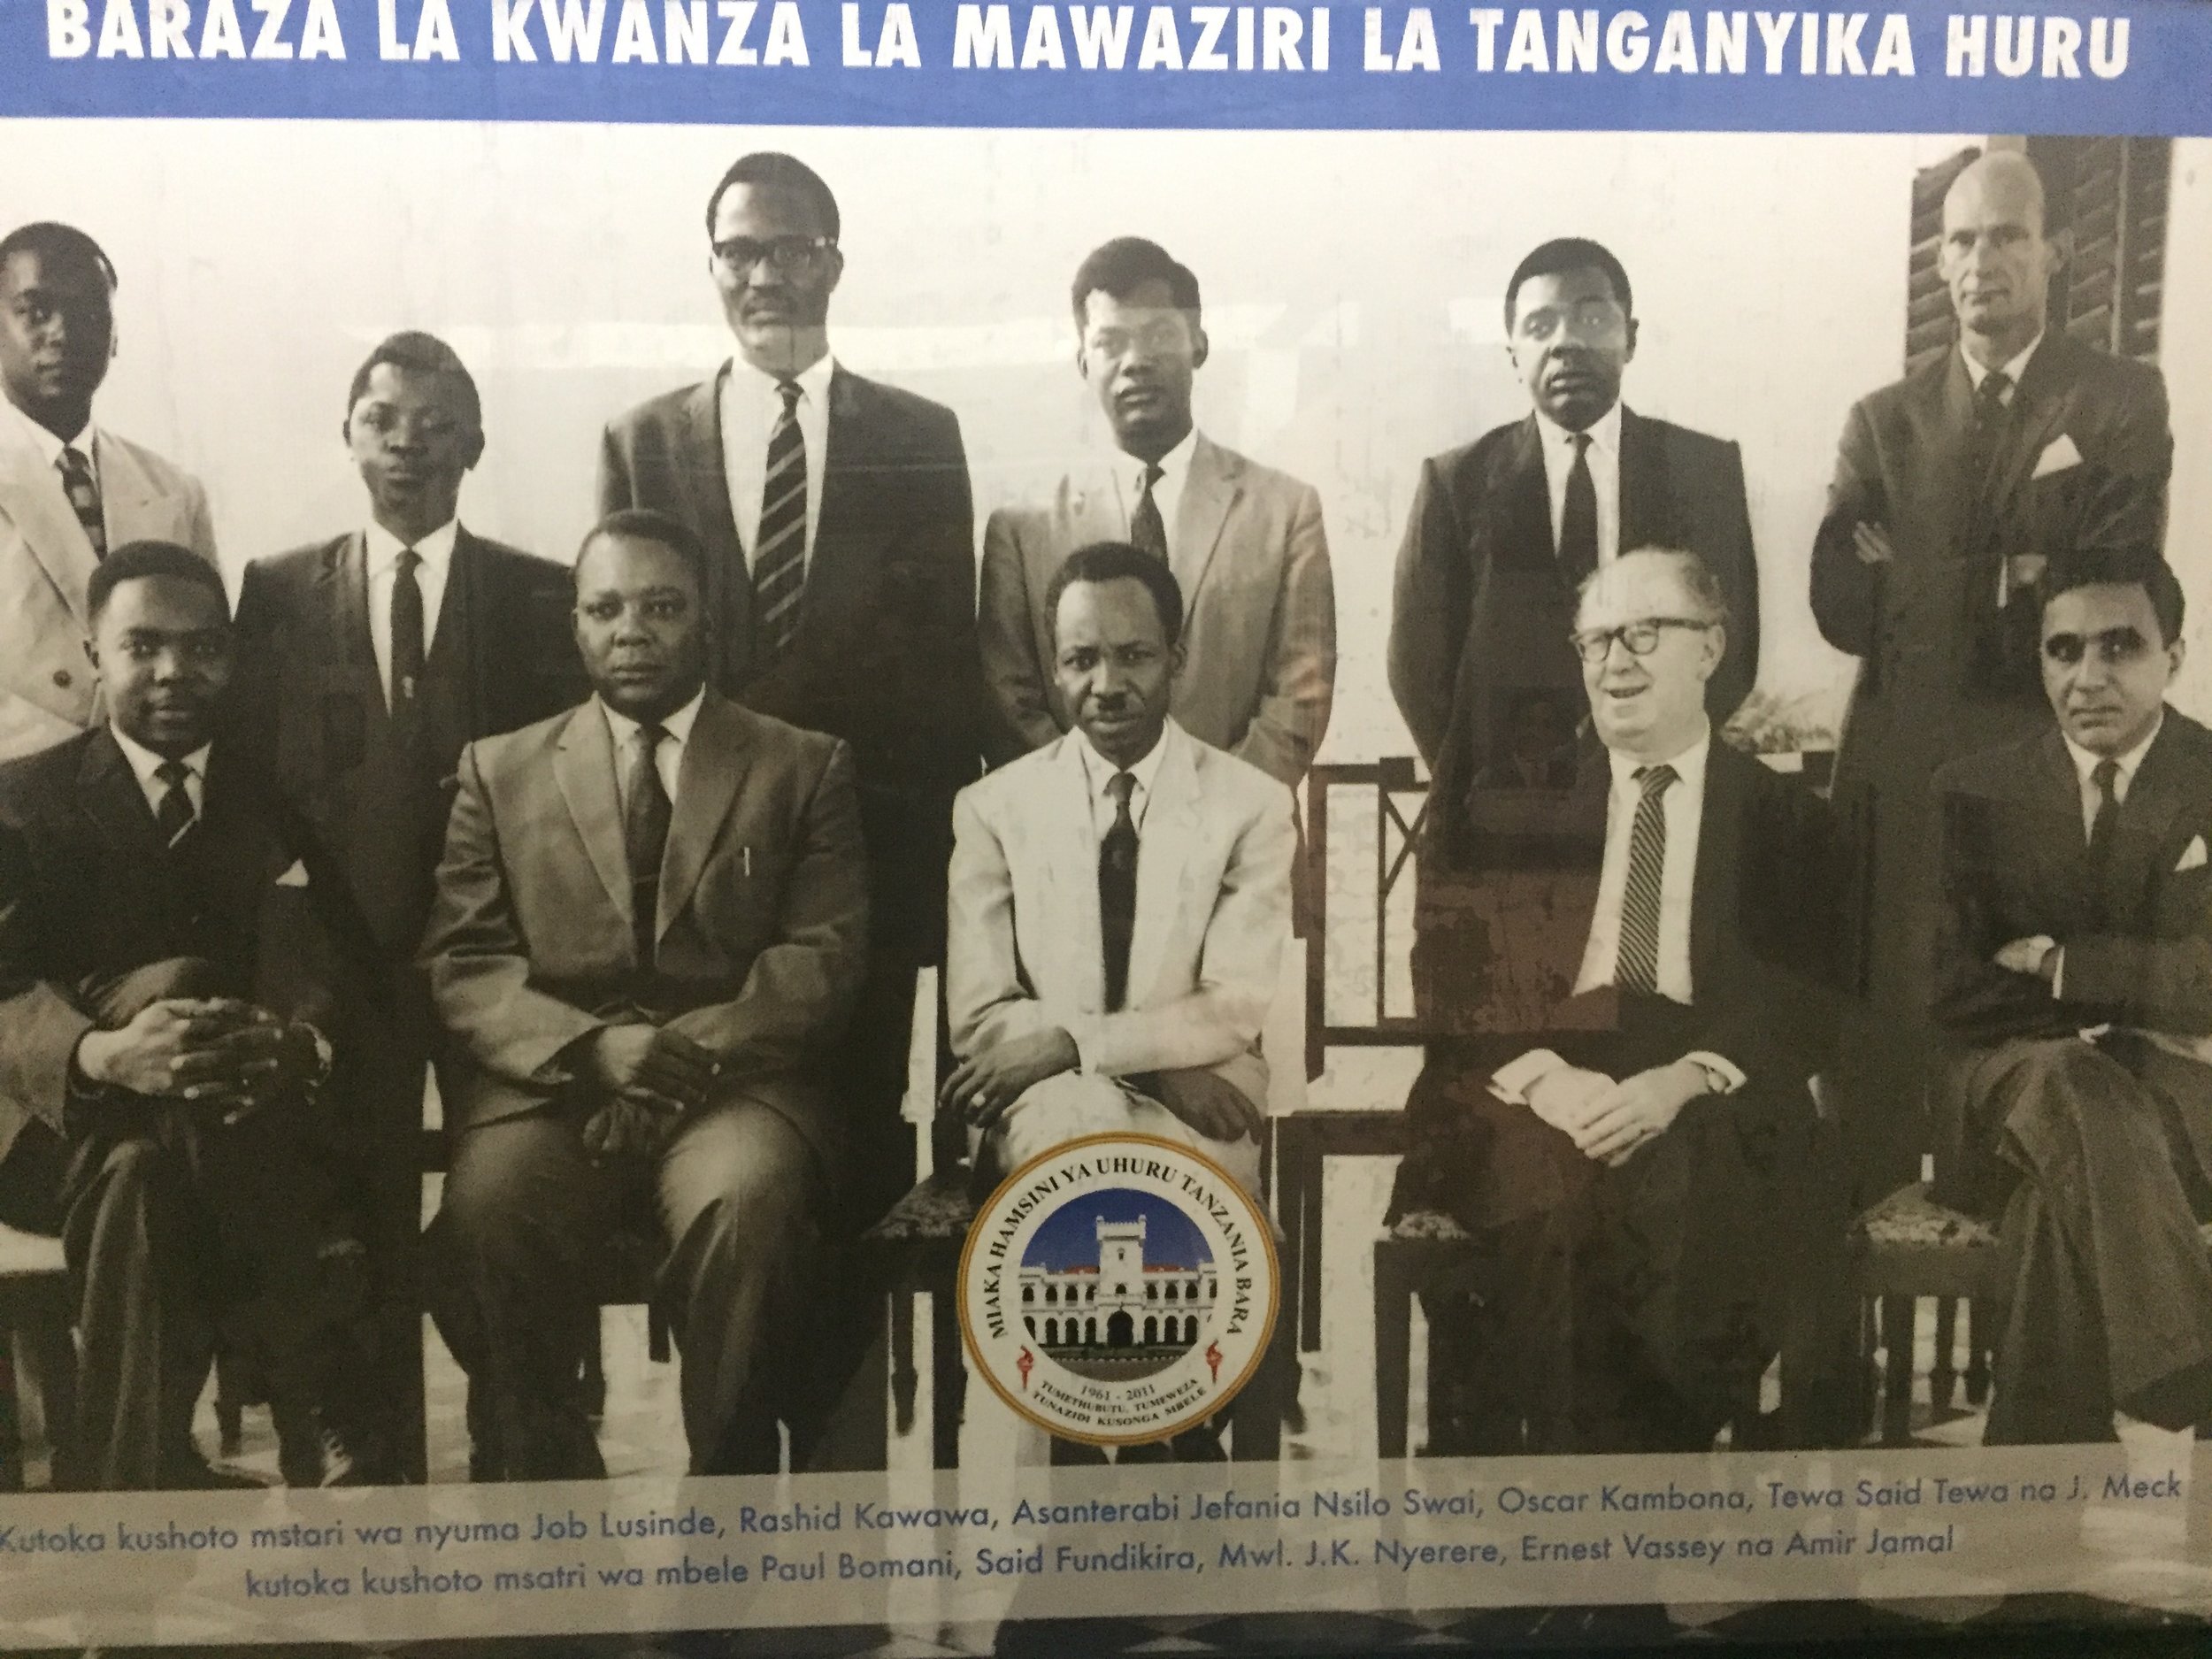 BARAZA LA KWANZA LA MAWAZIRI LA TANGANYIKA HURU
MIAKA HAMSINI YA UHURU TANZANIA BARA
1961 - 2011
TUMETHUBUTU, TUMEWEZA
TUNAZIDI KUSONGA MBELE
Kutoka kushoto mstari wa nyuma Job Lusinde, Rashid Kawawa, Asanterabi Jefania Nsilo Swai, Oscar Kambona, Tewa Said Tewa na J. Meck
kutoka kushoto msatri wa mbele Paul Bomani, Said Fundikira, Mwl. J.K. Nyerere, Ernest Vassey na Amir Jamal